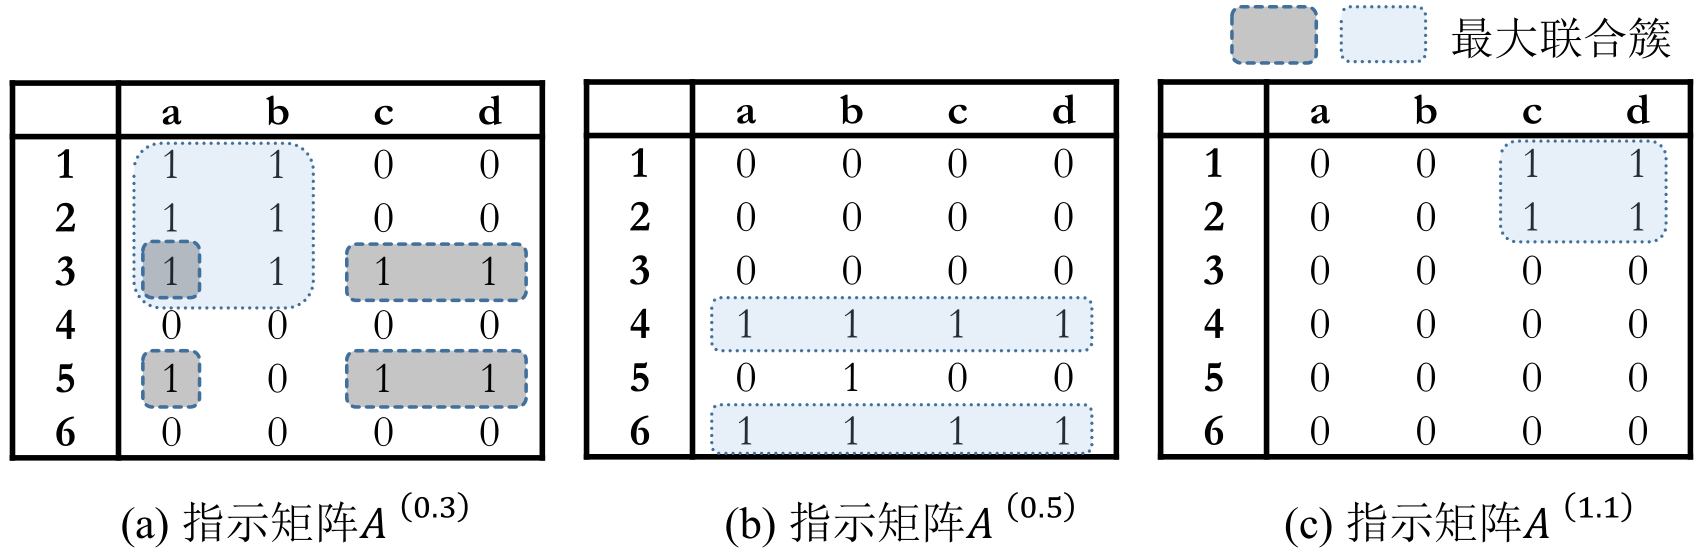 最大联合簇
a b c d a b c d a b c d
1 1 1 0 0 1 0 0 0 0 1 0 0 1 1
2 1 1 0 0 2 0 0 0 0 2 0 0 1 1
3 1 1 1 1 3 0 0 0 0 3 0 0 0 0
4 0 0 0 0 4 1 1 1 1 4 0 0 0 0
5 1 0 1 1 5 0 1 0 0 5 0 0 0 0
6 0 0 0 0 6 1 1 1 1 6 0 0 0 0
(a) 指示矩阵A (0.3) (b) 指示矩阵A (0.5) (c) 指示矩阵A (1.1)